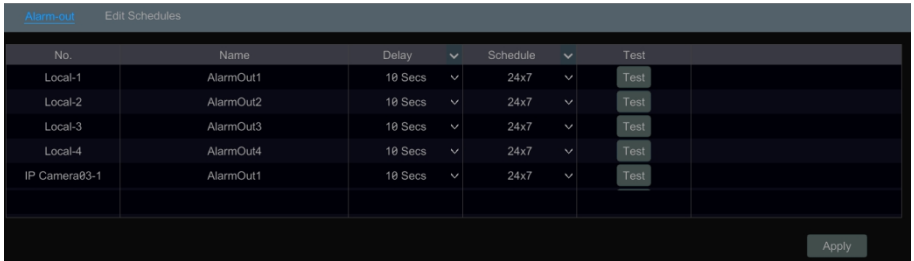 Alarm-out Edit Schedules
No. Name Delay Schedule Test
Local-1 AlarmOut1 10 Secs 24x7 Test
Local-2 AlarmOut2 10 Secs 24x7 Test
Local-3 AlarmOut3 10 Secs 24x7 Test
Local-4 AlarmOut4 10 Secs 24x7 Test
IP Camera03-1 AlarmOut1 10 Secs 24x7 Test
Apply